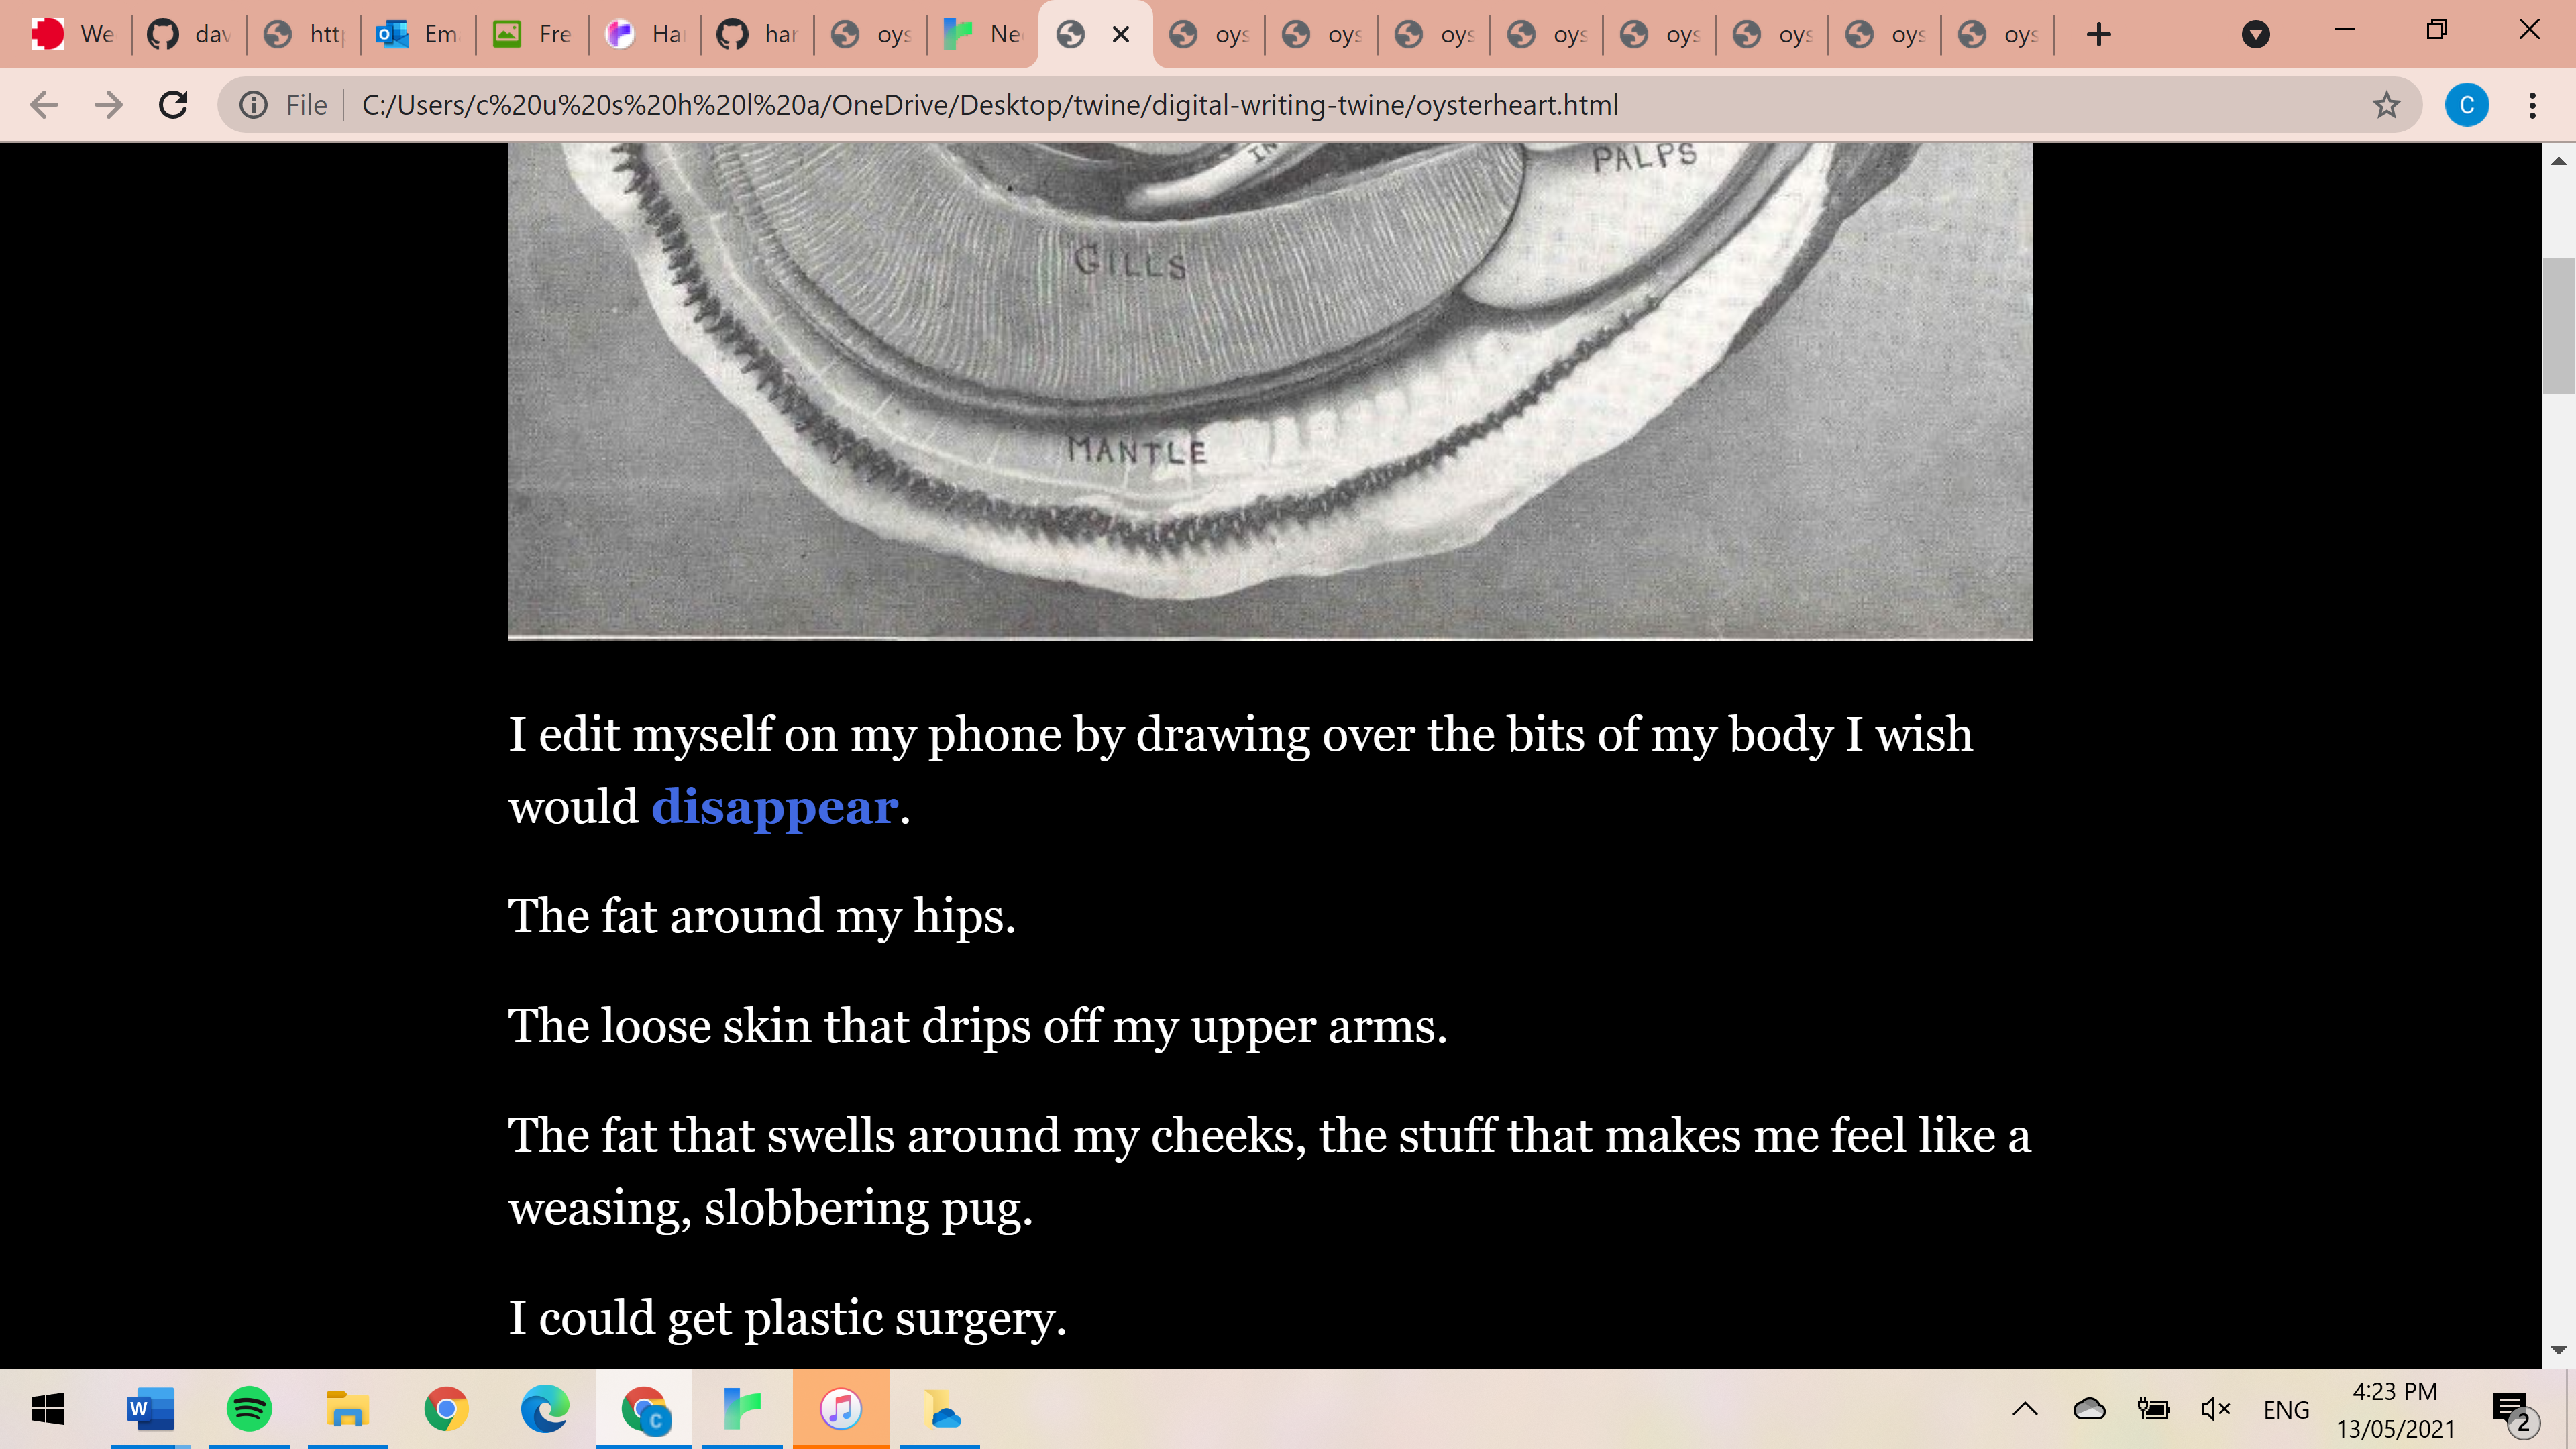 We
dav
http
Em
Fre
Har
har
oys
Ne
oys
oys
oys
oys
oys
oys
oys
oys
File C:/Users/c%20u%20s%20h%20l%20a/OneDrive/Desktop/twine/digital-writing-twine/oysterheart.html
C
IN
PALPS
GILLS
MANTLE
I edit myself on my phone by drawing over the bits of my body I wish
would disappear.
The fat around my hips.
The loose skin that drips off my upper arms.
The fat that swells around my cheeks, the stuff that makes me feel like a
weasing, slobbering pug.
I could get plastic surgery.
ENG
4:23 PM
13/05/2021
2